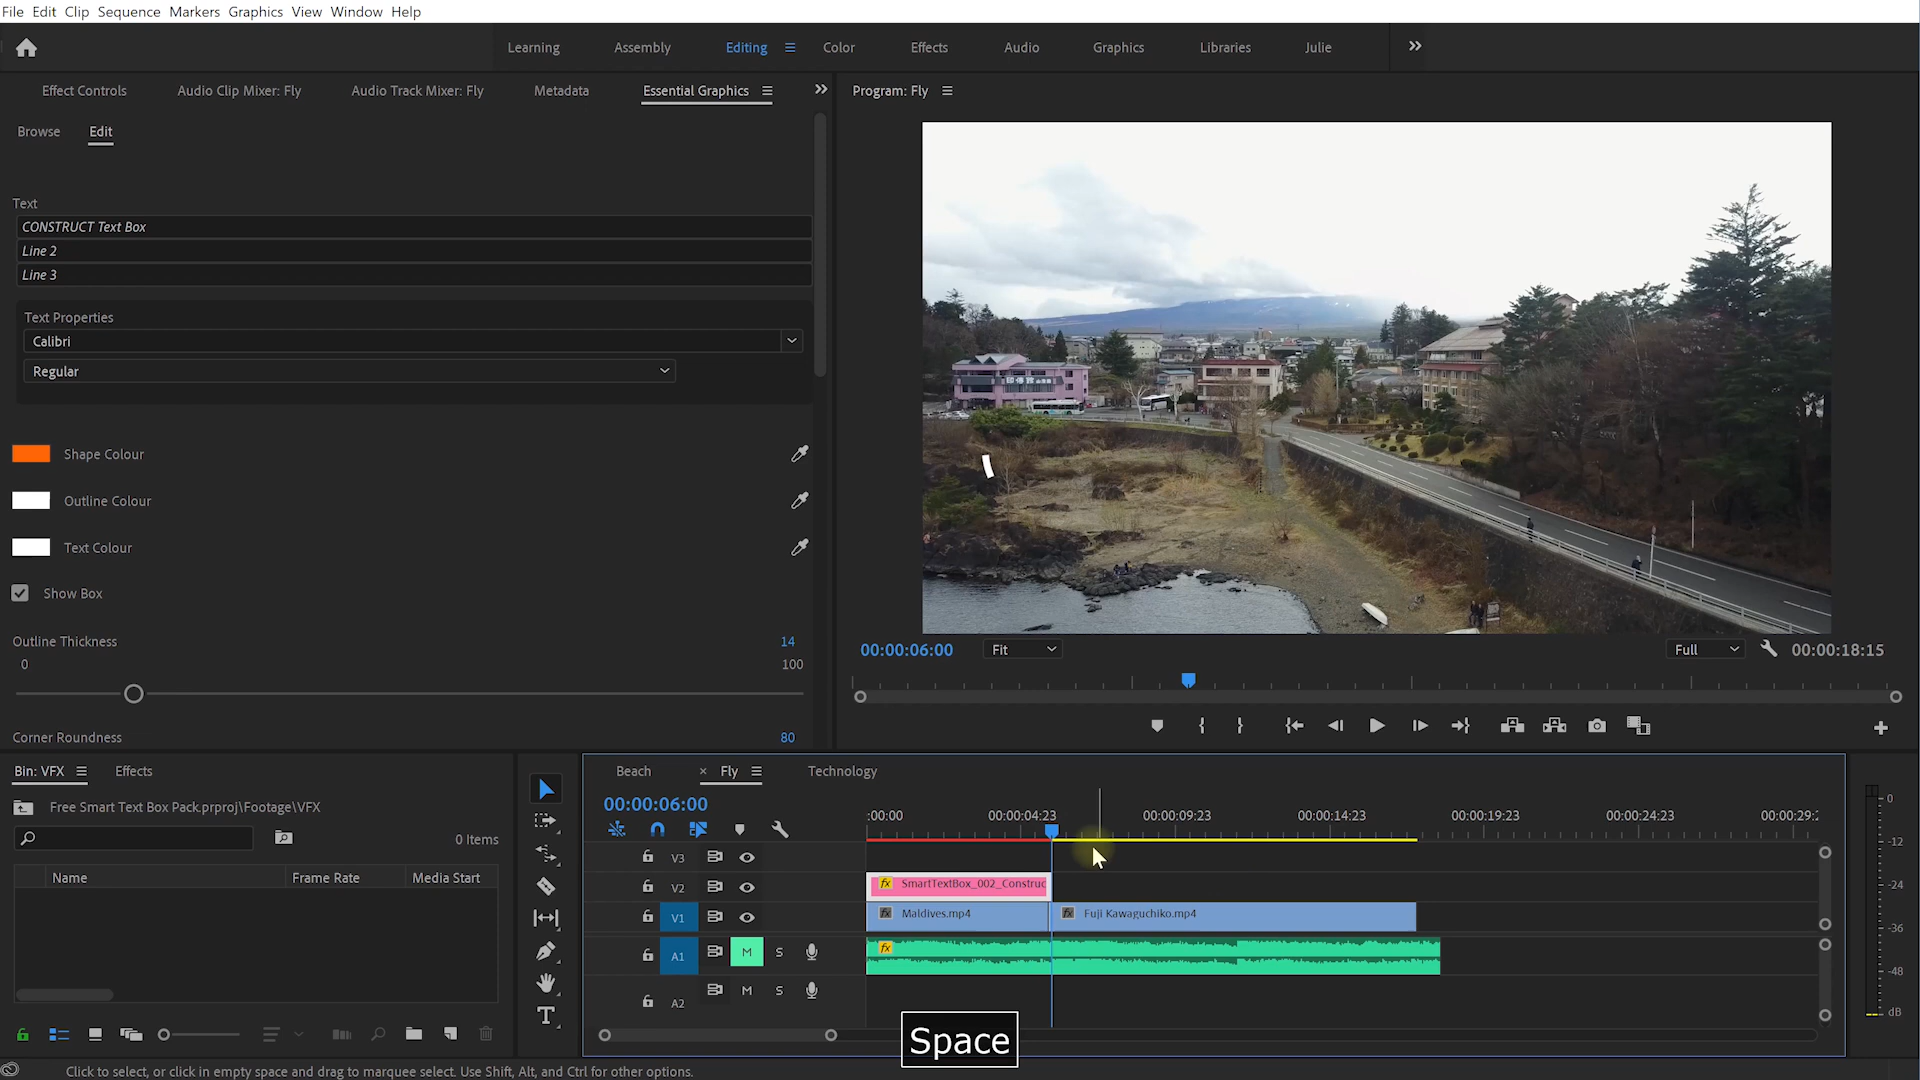 File Edit Clip Sequence Markers Graphics View Window Help
Learning Assembly Editing Color Effects Audio Graphics Libraries Julie
Effect Controls Audio Clip Mixer: Fly Audio Track Mixer: Fly Metadata Essential Graphics
Program: Fly
Browse Edit
Text
CONSTRUCT Text Box
Line 2
Line 3
Text Properties
Calibri
Regular
Shape Colour
Outline Colour
Text Colour
Show Box
Outline Thickness 14
0 100
Corner Roundness 80
00:00:06:00 Fit Full 00:00:18:15
Bin: VFX Effects
Free Smart Text Box Pack.prproj\Footage\VFX
0 Items
Name Frame Rate Media Start
Beach × Fly Technology
00:00:06:00
:00:00 00:00:04:23 00:00:09:23 00:00:14:23 00:00:19:23 00:00:24:23 00:00:29:2
V3
V2 fx SmartTextBox_002_Construc
V1 fx Maldives.mp4 fx Fuji Kawaguchiko.mp4
A1 M S fx
A2 M S
0
-12
-24
-36
-48
dB
Space
Click to select, or click in empty space and drag to marquee select. Use Shift, Alt, and Ctrl for other options.